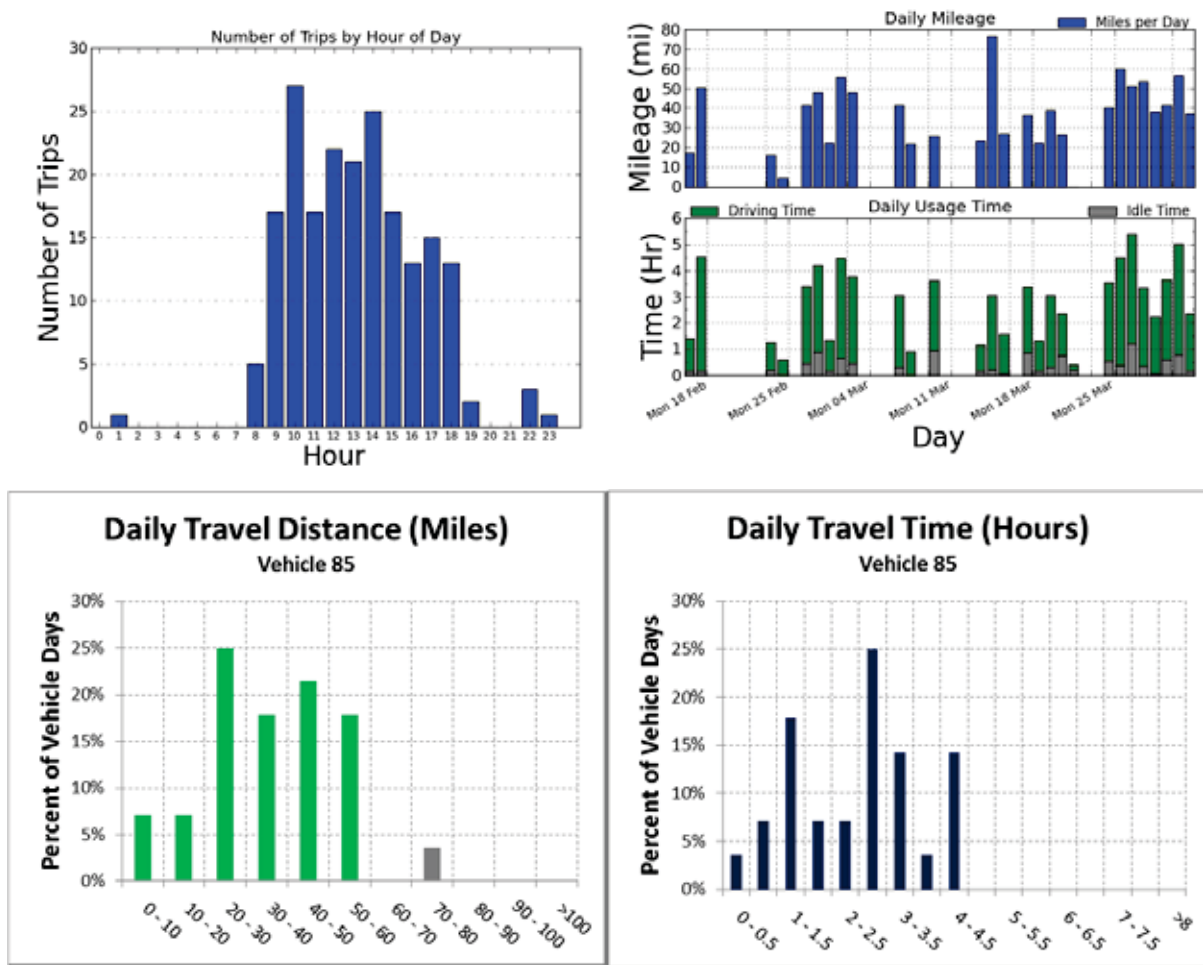 Number of Trips by Hour of Day
30
25
20
15
10
5
0
Number of Trips
0 1 2 3 4 5 6 7 8 9 10 11 12 13 14 15 16 17 18 19 20 21 22 23
Hour
Daily Mileage
Miles per Day
80
70
60
50
40
30
20
10
0
Mileage (mi)
Driving Time
Daily Usage Time
Idle Time
6
5
4
3
2
1
0
Time (Hr)
Mon 18 Feb
Mon 25 Feb
Mon 04 Mar
Mon 11 Mar
Mon 18 Mar
Mon 25 Mar
Day
Daily Travel Distance (Miles)
Vehicle 85
30%
25%
20%
15%
10%
5%
0%
Percent of Vehicle Days
0 - 10
10 - 20
20 - 30
30 - 40
40 - 50
50 - 60
60 - 70
70 - 80
80 - 90
90 - 100
>100
Daily Travel Time (Hours)
Vehicle 85
30%
25%
20%
15%
10%
5%
0%
Percent of Vehicle Days
0 - 0.5
1 - 1.5
2 - 2.5
3 - 3.5
4 - 4.5
5 - 5.5
6 - 6.5
7 - 7.5
>8